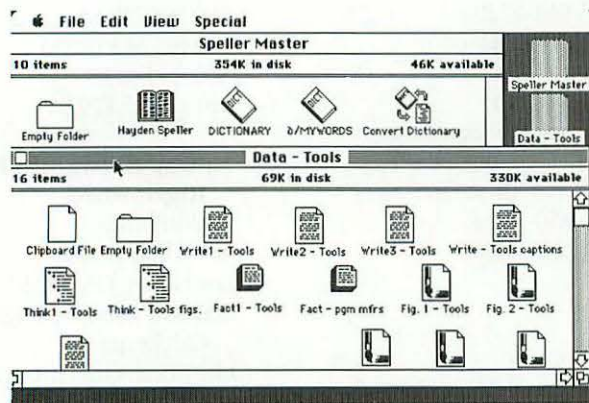 File Edit View Special
Speller Master
10 items 354K in disk 46K available
Speller Master
Empty Folder Hayden Speller DICTIONARY ∂/MYWORDS Convert Dictionary
Data - Tools
Data - Tools
16 items 69K in disk 330K available
Clipboard File Empty Folder Write1 - Tools Write2 - Tools Write3 - Tools Write - Tools captions
Think1 - Tools Think - Tools figs. Fact1 - Tools Fact - pgm mfrs Fig. 1 - Tools Fig. 2 - Tools